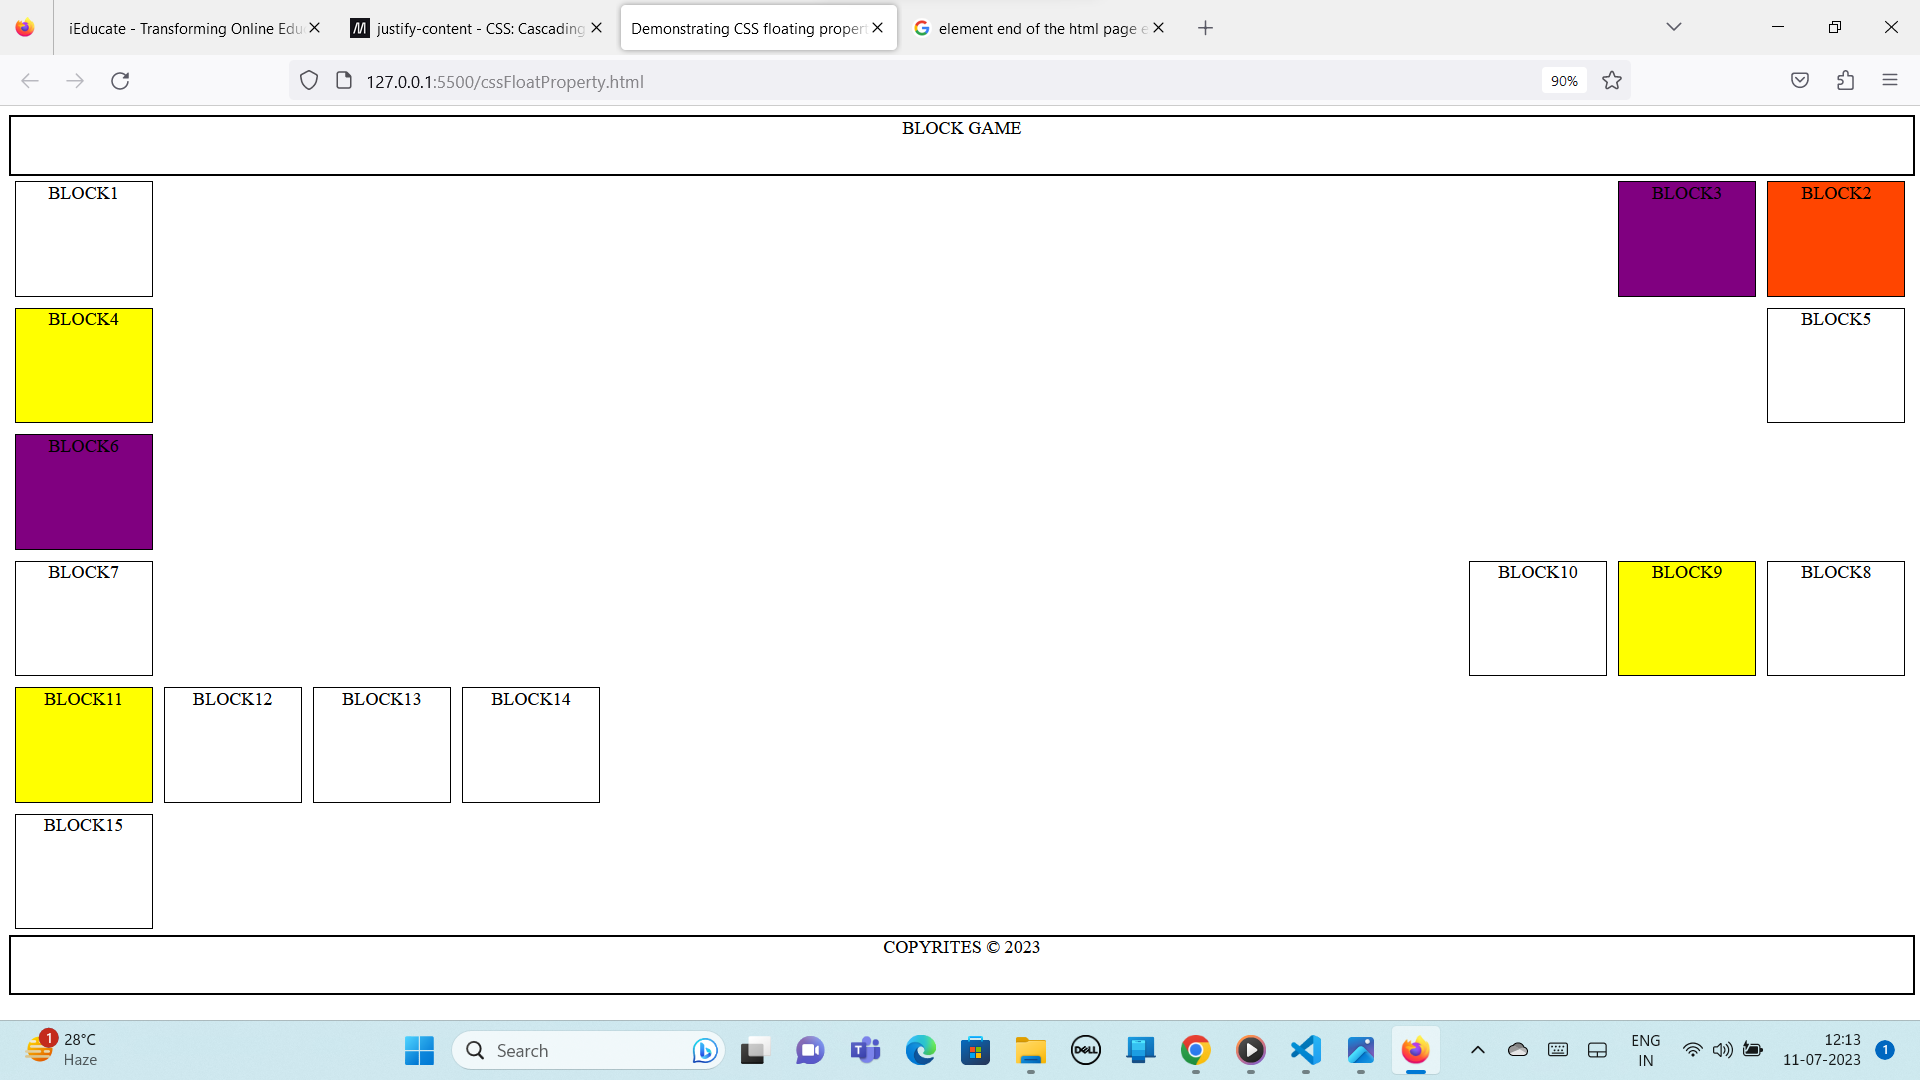 iEducate - Transforming Online Edu
justify-content - CSS: Cascading
Demonstrating CSS floating propert
element end of the html page e
127.0.0.1:5500/cssFloatProperty.html
90%
BLOCK GAME
BLOCK1
BLOCK3
BLOCK2
BLOCK4
BLOCK5
BLOCK6
BLOCK7
BLOCK10
BLOCK9
BLOCK8
BLOCK11
BLOCK12
BLOCK13
BLOCK14
BLOCK15
COPYRITES © 2023
1
28°C
Haze
Search
DELL
ENG
IN
12:13
11-07-2023
1